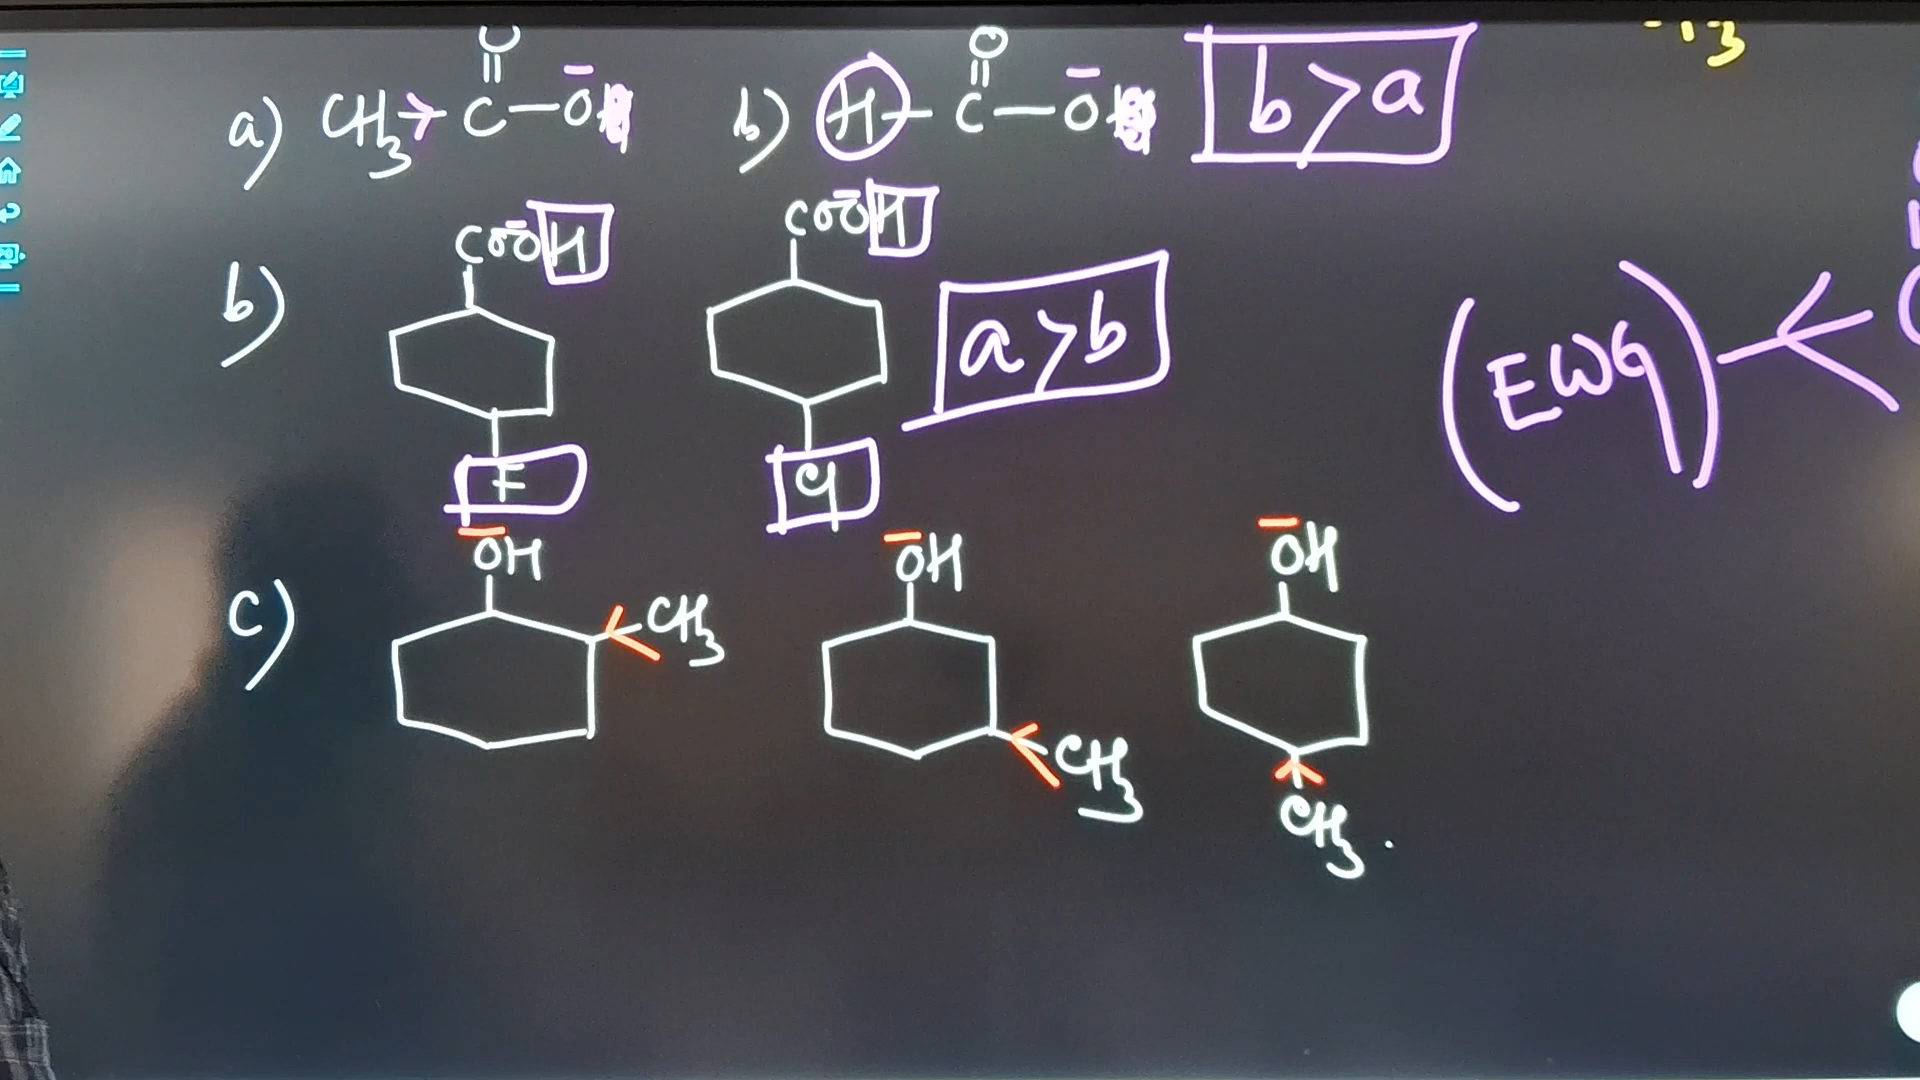 a) CH3 C O O b) H C O O b>a
COOH COOH
b) a>b (EWG)
F Cl
OH OH OH
c) CH3
CH3
CH3